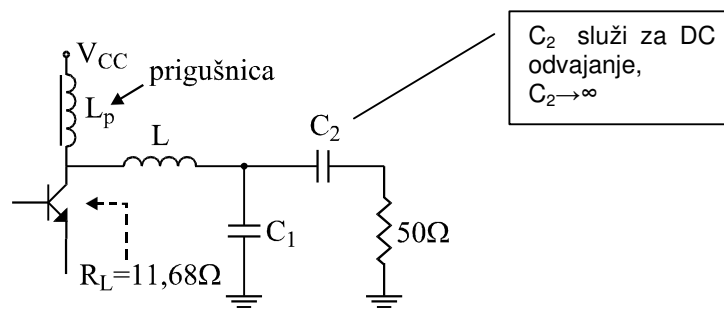 V_CC
prigušnica
L_p
L
C_2
C_1
50Ω
R_L=11,68Ω
C_2 služi za DC
odvajanje,
C_2→∞